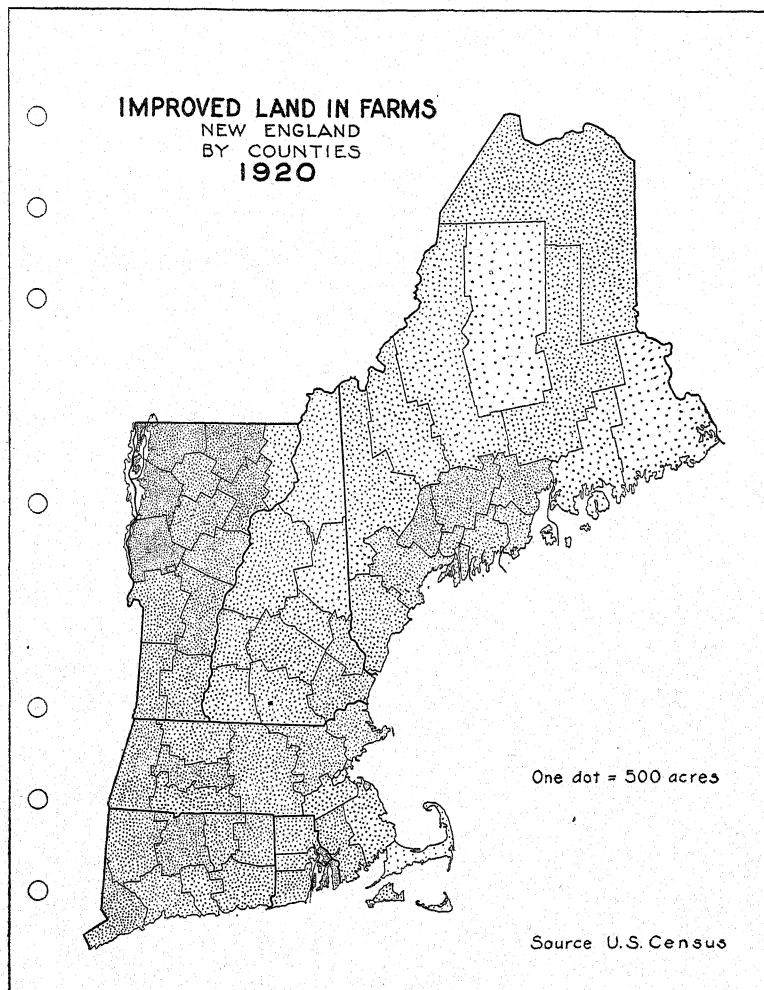 IMPROVED LAND IN FARMS
NEW ENGLAND
BY COUNTIES
1920
One dot = 500 acres
Source U.S. Census